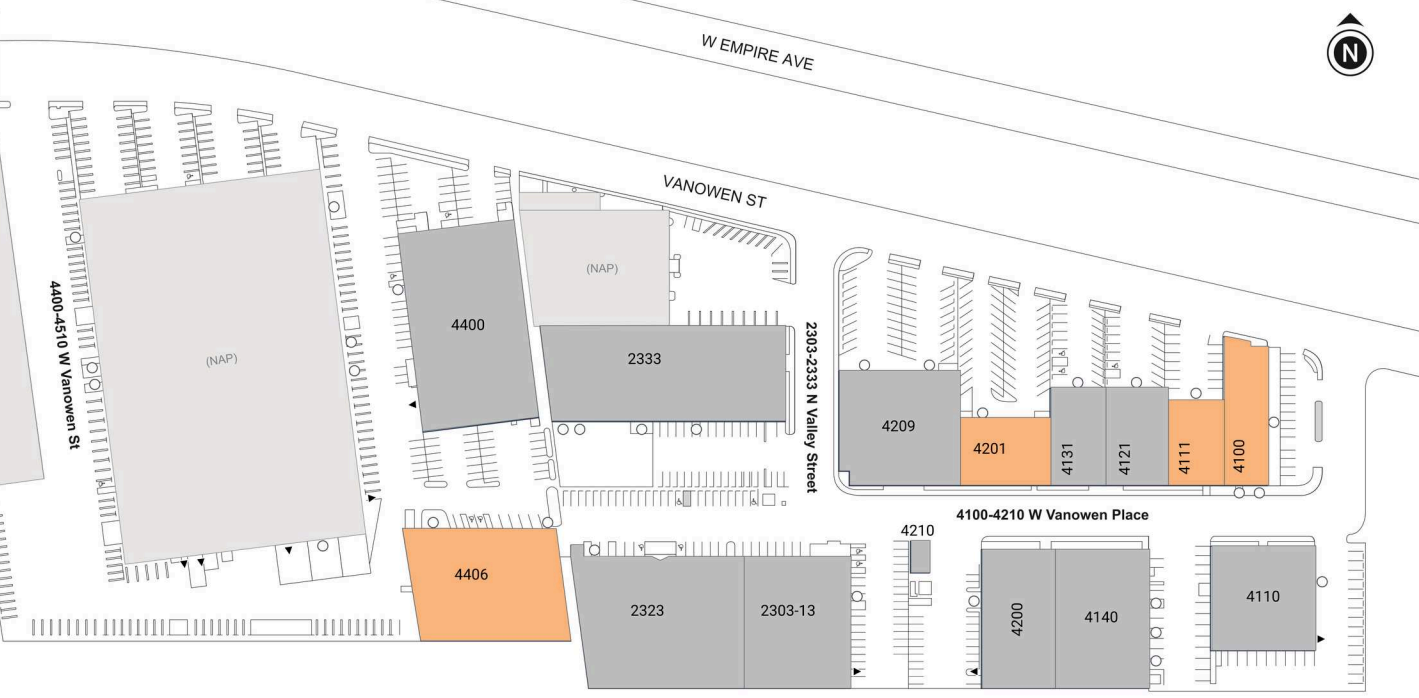 W EMPIRE AVE
N
VANOWEN ST
(NAP)
4400-4510 W Vanowen St
4400
2333
2303-2333 N Valley Street
(NAP)
4209
4201
4131
4121
4111
4100
4100-4210 W Vanowen Place
4210
4406
2323
2303-13
4200
4140
4110